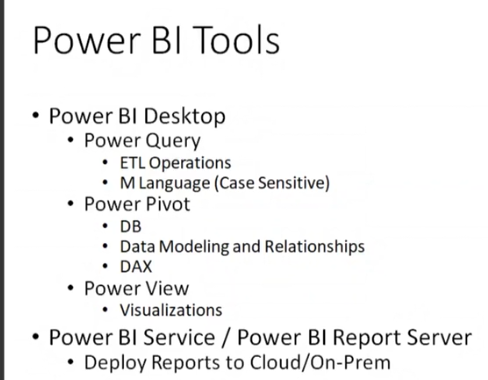 Power BI Tools
• Power BI Desktop
• Power Query
• ETL Operations
• M Language (Case Sensitive)
• Power Pivot
• DB
• Data Modeling and Relationships
• DAX
• Power View
• Visualizations
• Power BI Service / Power BI Report Server
• Deploy Reports to Cloud/On-Prem